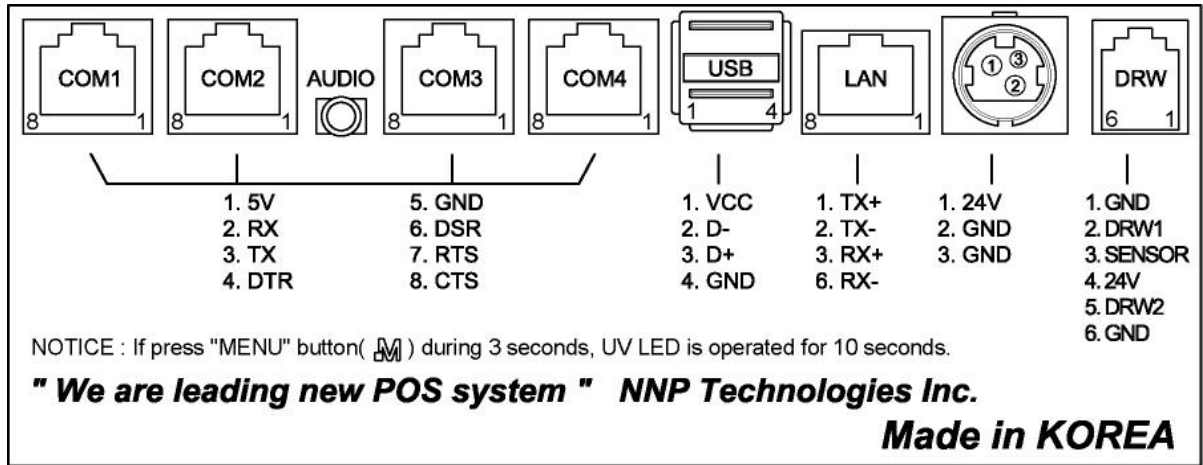 COM1 COM2 AUDIO COM3 COM4 USB LAN ① ③ DRW
②
8 1 8 1 8 1 8 1 1 4 8 1 6 1
1. 5V 5. GND 1. VCC 1. TX+ 1. 24V 1. GND
2. RX 6. DSR 2. D- 2. TX- 2. GND 2. DRW1
3. TX 7. RTS 3. D+ 3. RX+ 3. GND 3. SENSOR
4. DTR 8. CTS 4. GND 6. RX- 4. 24V
5. DRW2
6. GND
NOTICE : If press "MENU" button( M ) during 3 seconds, UV LED is operated for 10 seconds.
" We are leading new POS system " NNP Technologies Inc.
Made in KOREA